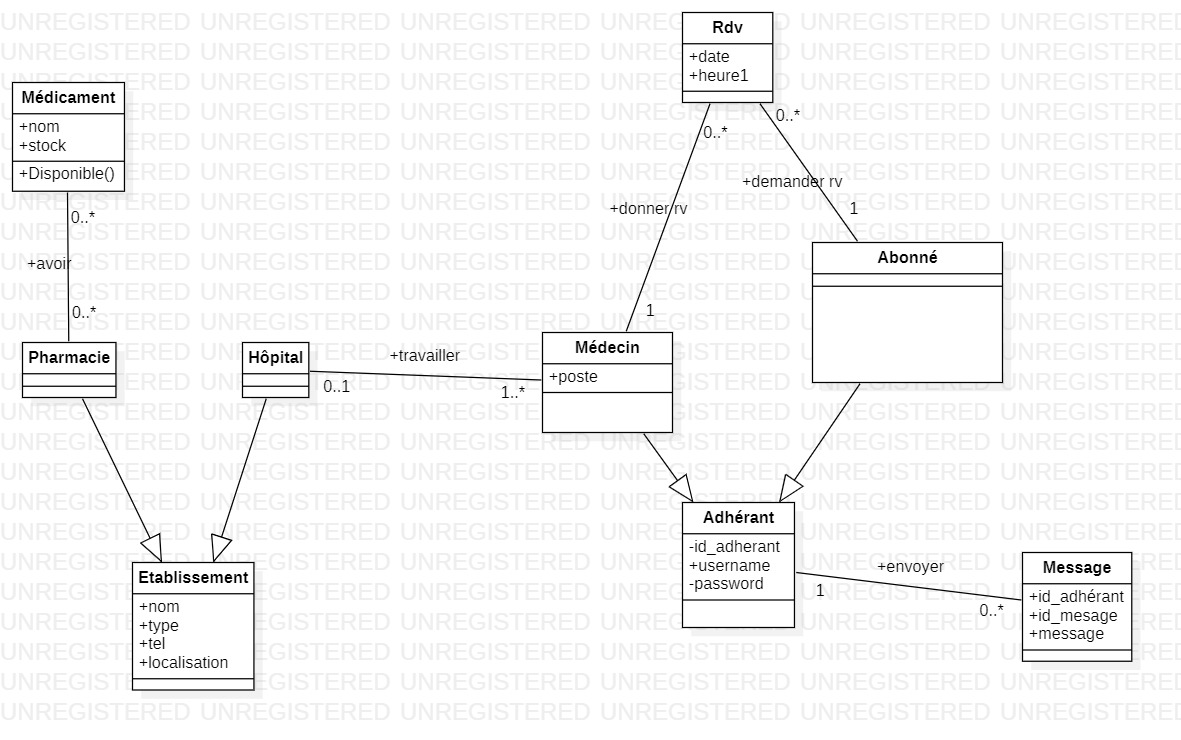 Rdv
+date
+heure1
Médicament
+nom
+stock
+Disponible()
0..*
0..*
0..*
+demander rv
+donner rv
1
+avoir
Abonné
0..*
1
Pharmacie
Hôpital
+travailler
Médecin
+poste
0..1
1..*
Adhérant
-id_adherant
+username
-password
+envoyer
1
0..*
Message
+id_adhérant
+id_mesage
+message
Etablissement
+nom
+type
+tel
+localisation
UNREGISTERED